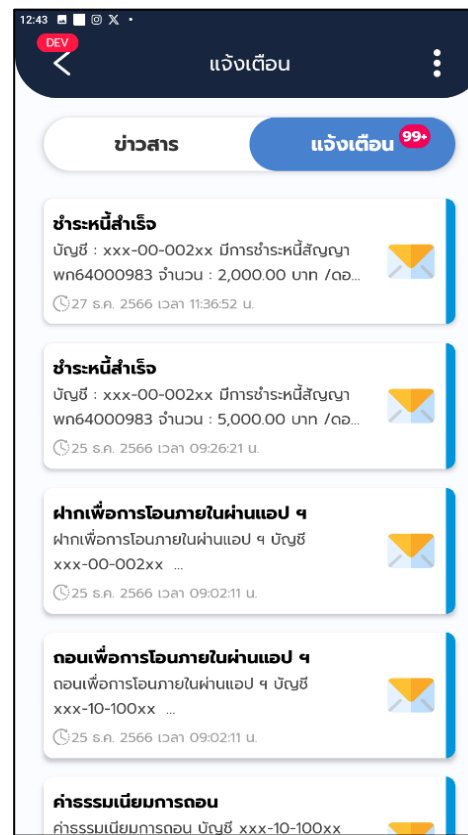 12:43
DEV
แจ้งเตือน
ข่าวสาร
แจ้งเตือน 99+
ชำระหนี้สำเร็จ
บัญชี : xxx-00-002xx มีการชำระหนี้สัญญา
พก64000983 จำนวน : 2,000.00 บาท /ดอ...
27 ธ.ค. 2566 เวลา 11:36:52 น.
ชำระหนี้สำเร็จ
บัญชี : xxx-00-002xx มีการชำระหนี้สัญญา
พก64000983 จำนวน : 5,000.00 บาท /ดอ...
25 ธ.ค. 2566 เวลา 09:26:21 น.
ฝากเพื่อการโอนภายในผ่านแอป ฯ
ฝากเพื่อการโอนภายในผ่านแอป ฯ บัญชี
xxx-00-002xx ...
25 ธ.ค. 2566 เวลา 09:02:11 น.
ถอนเพื่อการโอนภายในผ่านแอป ฯ
ถอนเพื่อการโอนภายในผ่านแอป ฯ บัญชี
xxx-10-100xx ...
25 ธ.ค. 2566 เวลา 09:02:11 น.
ค่าธรรมเนียมการถอน
ค่าธรรมเนียมการถอน บัญชี xxx-10-100xx